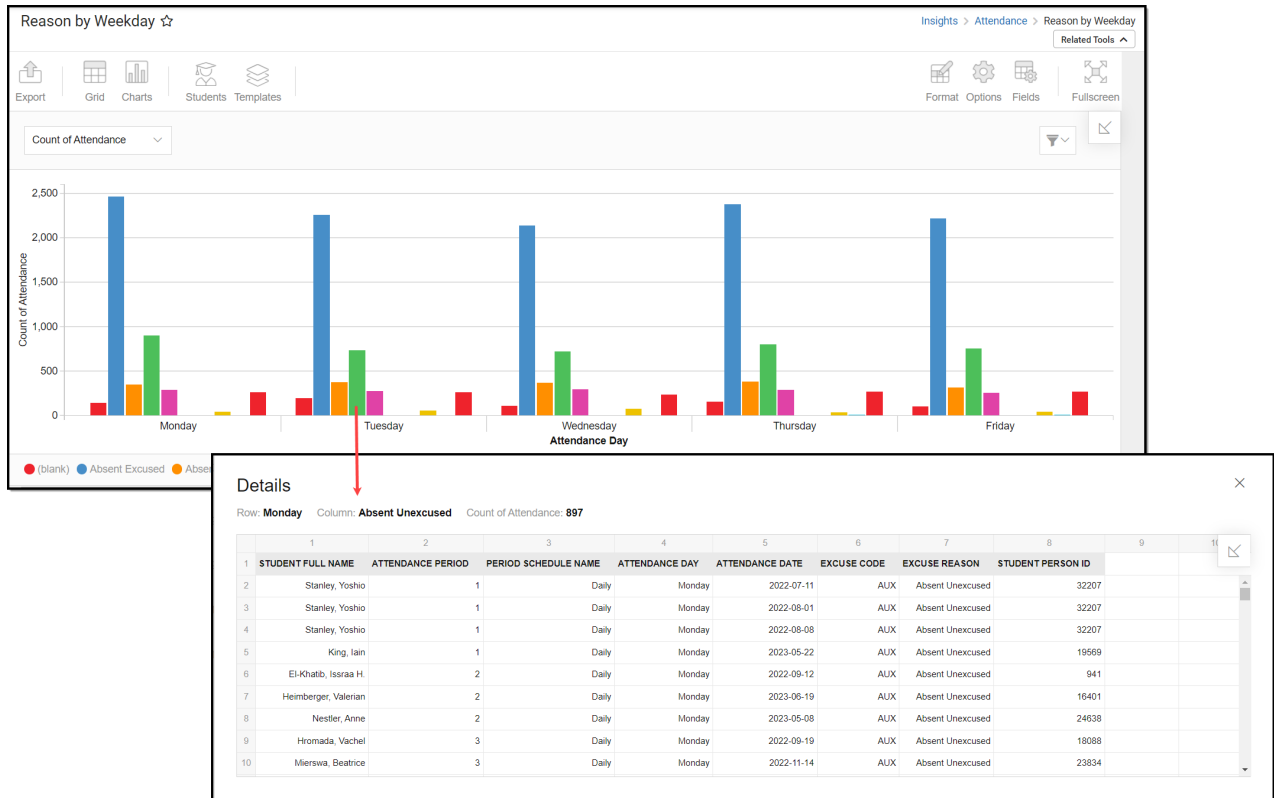 Reason by Weekday
Insights > Attendance > Reason by Weekday
Related Tools
Export Grid Charts Students Templates Format Options Fields Fullscreen
Count of Attendance
2,500
2,000
1,500
1,000
500
0
Count of Attendance
Monday Tuesday Wednesday Thursday Friday
Attendance Day
(blank) Absent Excused
Details
Row: Monday Column: Absent Unexcused Count of Attendance: 897
1 2 3 4 5 6 7 8 9
1 STUDENT FULL NAME ATTENDANCE PERIOD PERIOD SCHEDULE NAME ATTENDANCE DAY ATTENDANCE DATE EXCUSE CODE EXCUSE REASON STUDENT PERSON ID
2 Stanley, Yoshio 1 Daily Monday 2022-07-11 AUX Absent Unexcused 32207
3 Stanley, Yoshio 1 Daily Monday 2022-08-01 AUX Absent Unexcused 32207
4 Stanley, Yoshio 1 Daily Monday 2022-08-08 AUX Absent Unexcused 32207
5 King, Iain 1 Daily Monday 2023-05-22 AUX Absent Unexcused 19569
6 El-Khatib, Issraa H. 2 Daily Monday 2022-09-12 AUX Absent Unexcused 941
7 Heimberger, Valerian 2 Daily Monday 2023-06-19 AUX Absent Unexcused 16401
8 Nestler, Anne 2 Daily Monday 2023-05-08 AUX Absent Unexcused 24638
9 Hromada, Vachel 3 Daily Monday 2022-09-19 AUX Absent Unexcused 18088
10 Mierswa, Beatrice 3 Daily Monday 2022-11-14 AUX Absent Unexcused 23834